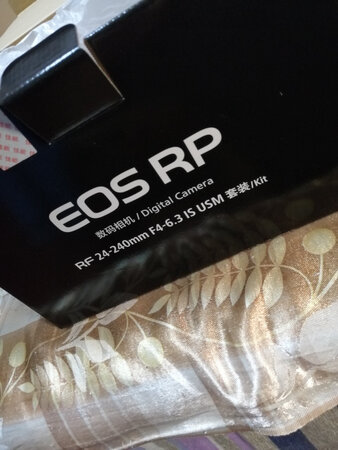 EOS RP
数码相机/Digital Camera
RF 24-240mm F4-6.3 IS USM 套装/Kit